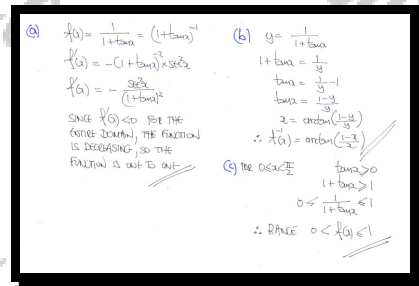 (a) f(x) = 1/(1+tanx) = (1+tanx)^-1
f'(x) = -(1+tanx)^-2 × sec²x
f'(x) = - sec²x/(1+tanx)²
SINCE f'(x) <0 FOR THE
ENTIRE DOMAIN, THE FUNCTION
IS DECREASING, SO THE
FUNCTION IS ONE TO ONE
(b) y = 1/(1+tanx)
1+tanx = 1/y
tanx = 1/y - 1
tanx = (1-y)/y
x = arctan((1-y)/y)
∴ f^-1(x) = arctan((1-x)/x)
(c) FOR 0≤x<π/2 tanx ≥ 0
1+tanx ≥ 1
0 ≤ 1/(1+tanx) ≤ 1
∴ RANGE 0 < f(x) ≤ 1